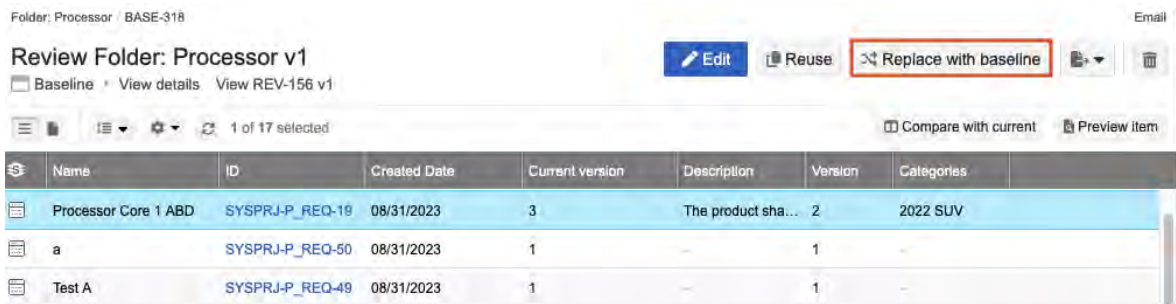 Folder: Processor / BASE-318 Email
Review Folder: Processor v1
Edit Reuse Replace with baseline
Baseline • View details View REV-156 v1
1 of 17 selected Compare with current Preview item
Name ID Created Date Current version Description Version Categories
Processor Core 1 ABD SYSPRJ-P_REQ-19 08/31/2023 3 The product sha... 2 2022 SUV
a SYSPRJ-P_REQ-50 08/31/2023 1 - 1 -
Test A SYSPRJ-P_REQ-49 08/31/2023 1 - 1 -